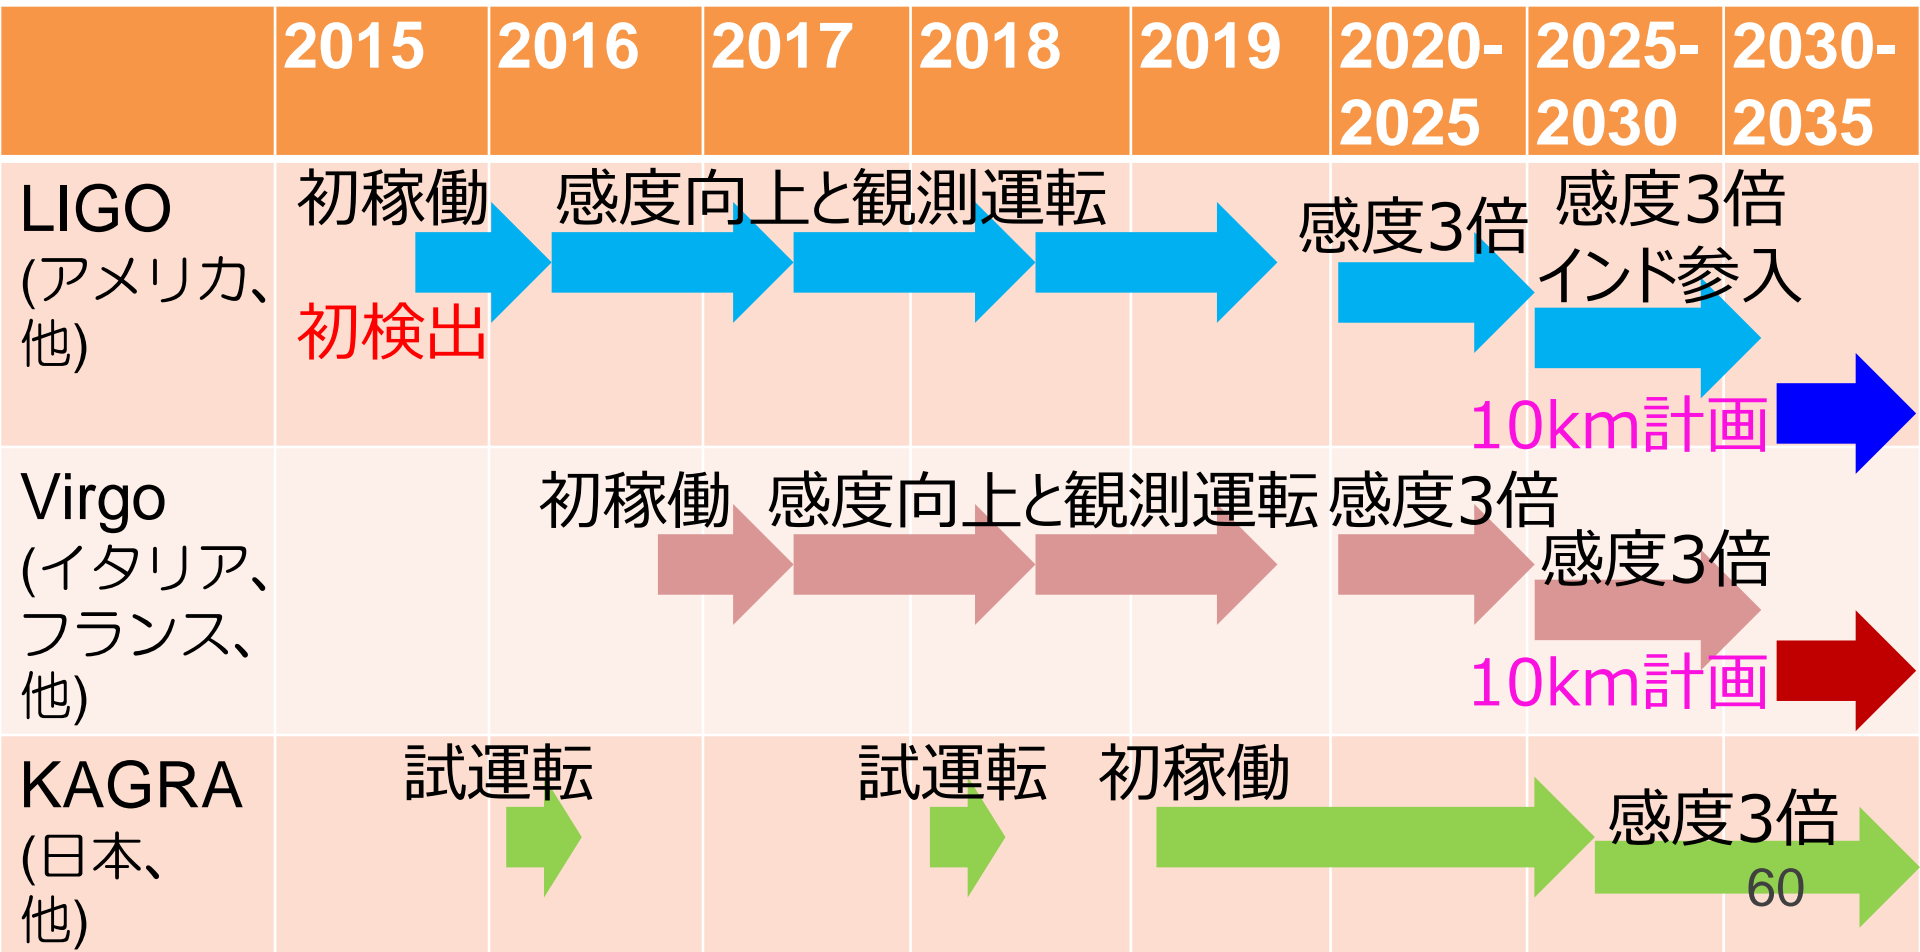 2015
2016
2017
2018
2019
2020-
2025
2025-
2030
2030-
2035
LIGO
(アメリカ、
他)
初稼働
初検出
感度向上と観測運転
感度3倍
感度3倍
インド参入
10km計画
Virgo
(イタリア、
フランス、
他)
初稼働
感度向上と観測運転
感度3倍
感度3倍
10km計画
KAGRA
(日本、
他)
試運転
試運転
初稼働
感度3倍
60